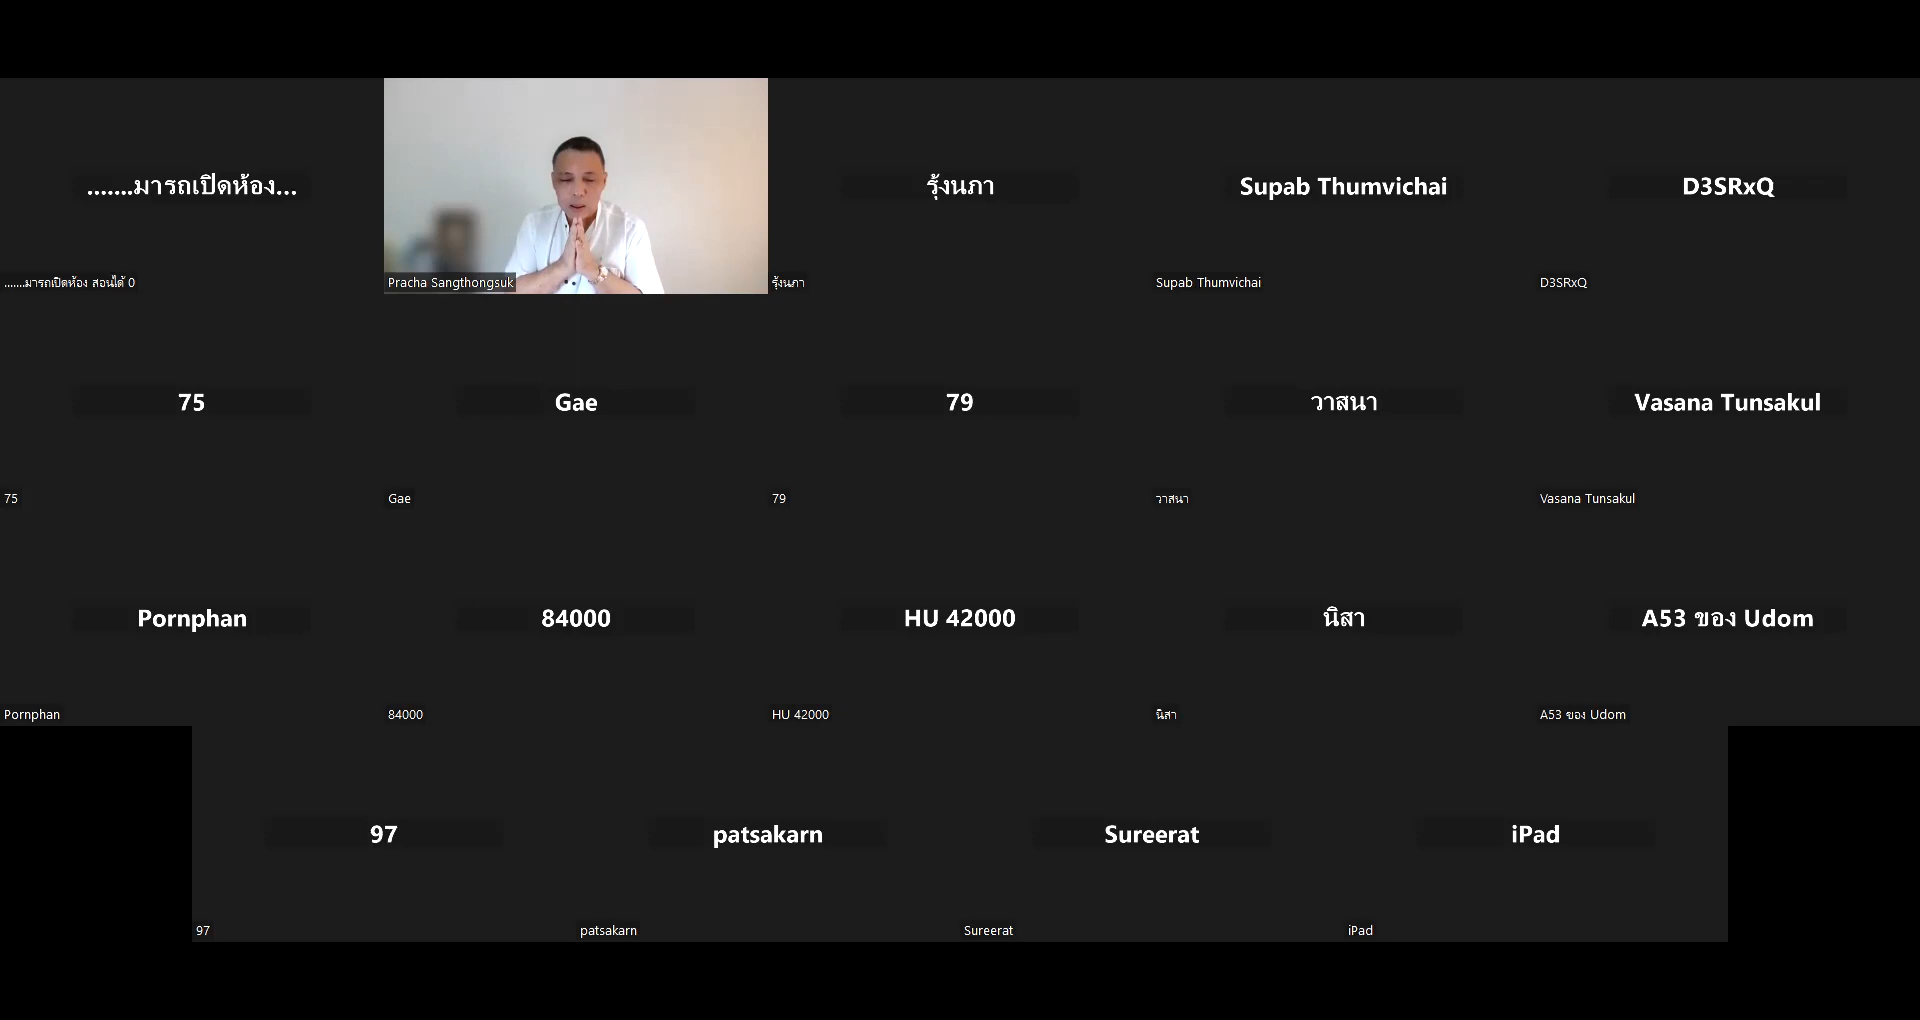 .......มารถเปิดห้อง...
รุ้งนภา
Supab Thumvichai
D3SRxQ
.......มารถเปิดห้อง สอนได้ 0
Pracha Sangthongsuk
รุ้งนภา
Supab Thumvichai
D3SRxQ
75
Gae
79
วาสนา
Vasana Tunsakul
75
Gae
79
วาสนา
Vasana Tunsakul
Pornphan
84000
HU 42000
นิสา
A53 ของ Udom
Pornphan
84000
HU 42000
นิสา
A53 ของ Udom
97
patsakarn
Sureerat
iPad
97
patsakarn
Sureerat
iPad